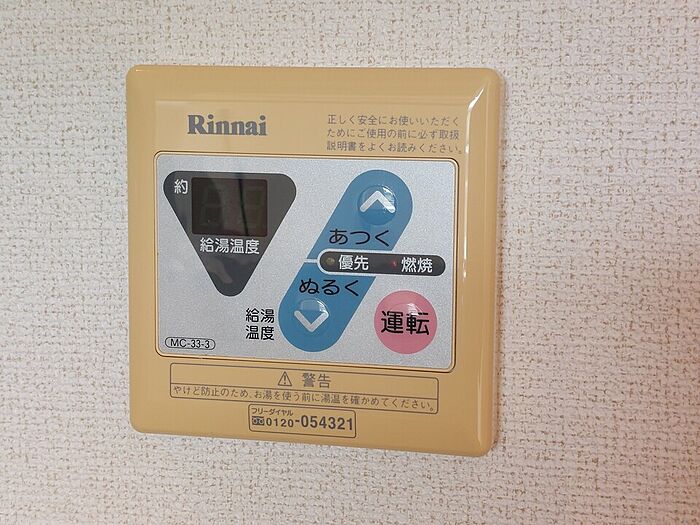 Rinnai
正しく安全にお使いいただく
ためにご使用の前に必ず取扱
説明書をよくお読みください。
約
給湯温度
あつく
優先 燃焼
ぬるく
給湯
温度
運転
MC-33-3
⚠ 警告
やけど防止のため、お湯を使う前に湯温を確かめてください。
フリーダイヤル
0120-054321